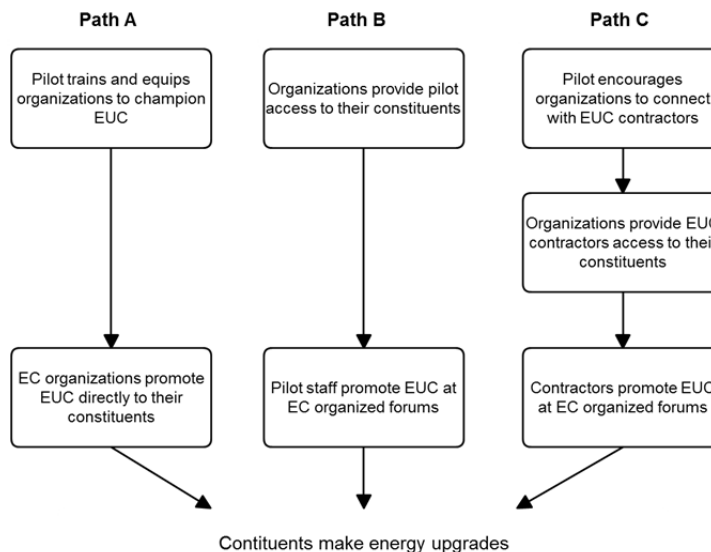 Path A
Path B
Path C
Pilot trains and equips
organizations to champion
EUC
Organizations provide pilot
access to their constituents
Pilot encourages
organizations to connect
with EUC contractors
Organizations provide EUC
contractors access to their
constituents
EC organizations promote
EUC directly to their
constituents
Pilot staff promote EUC at
EC organized forums
Contractors promote EUC
at EC organized forums
Contituents make energy upgrades